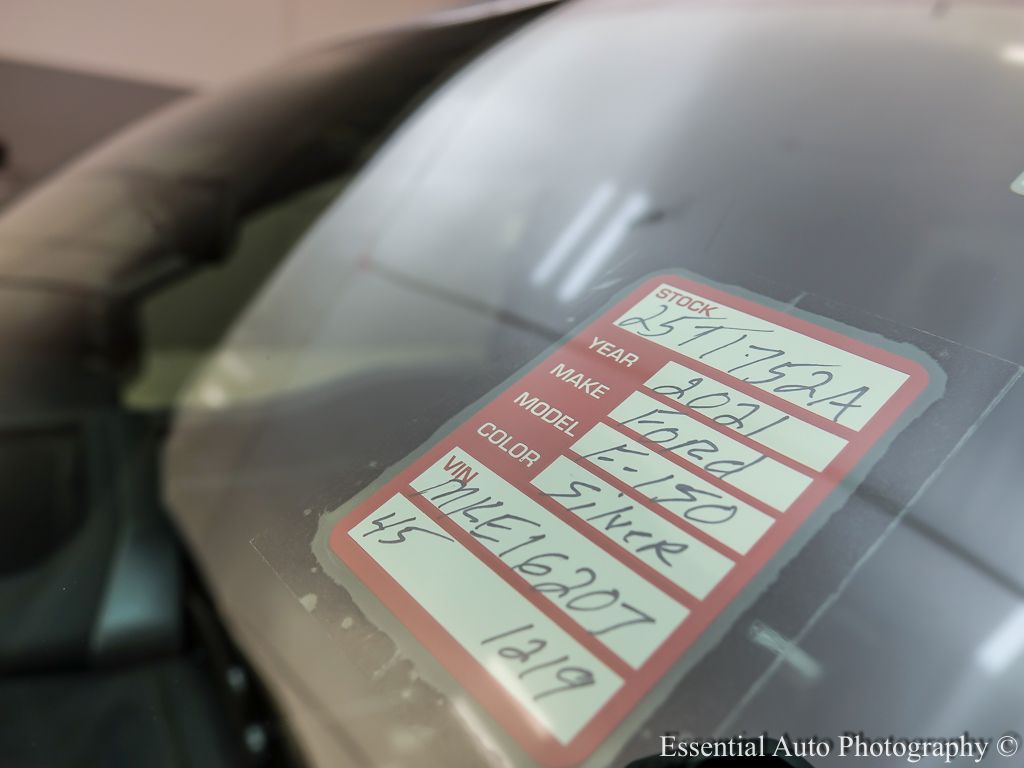 STOCK
25T1752A
YEAR 2021
MAKE Ford
MODEL F-150
COLOR SilveR
VIN
MKE16207
45
1219
Essential Auto Photography ©